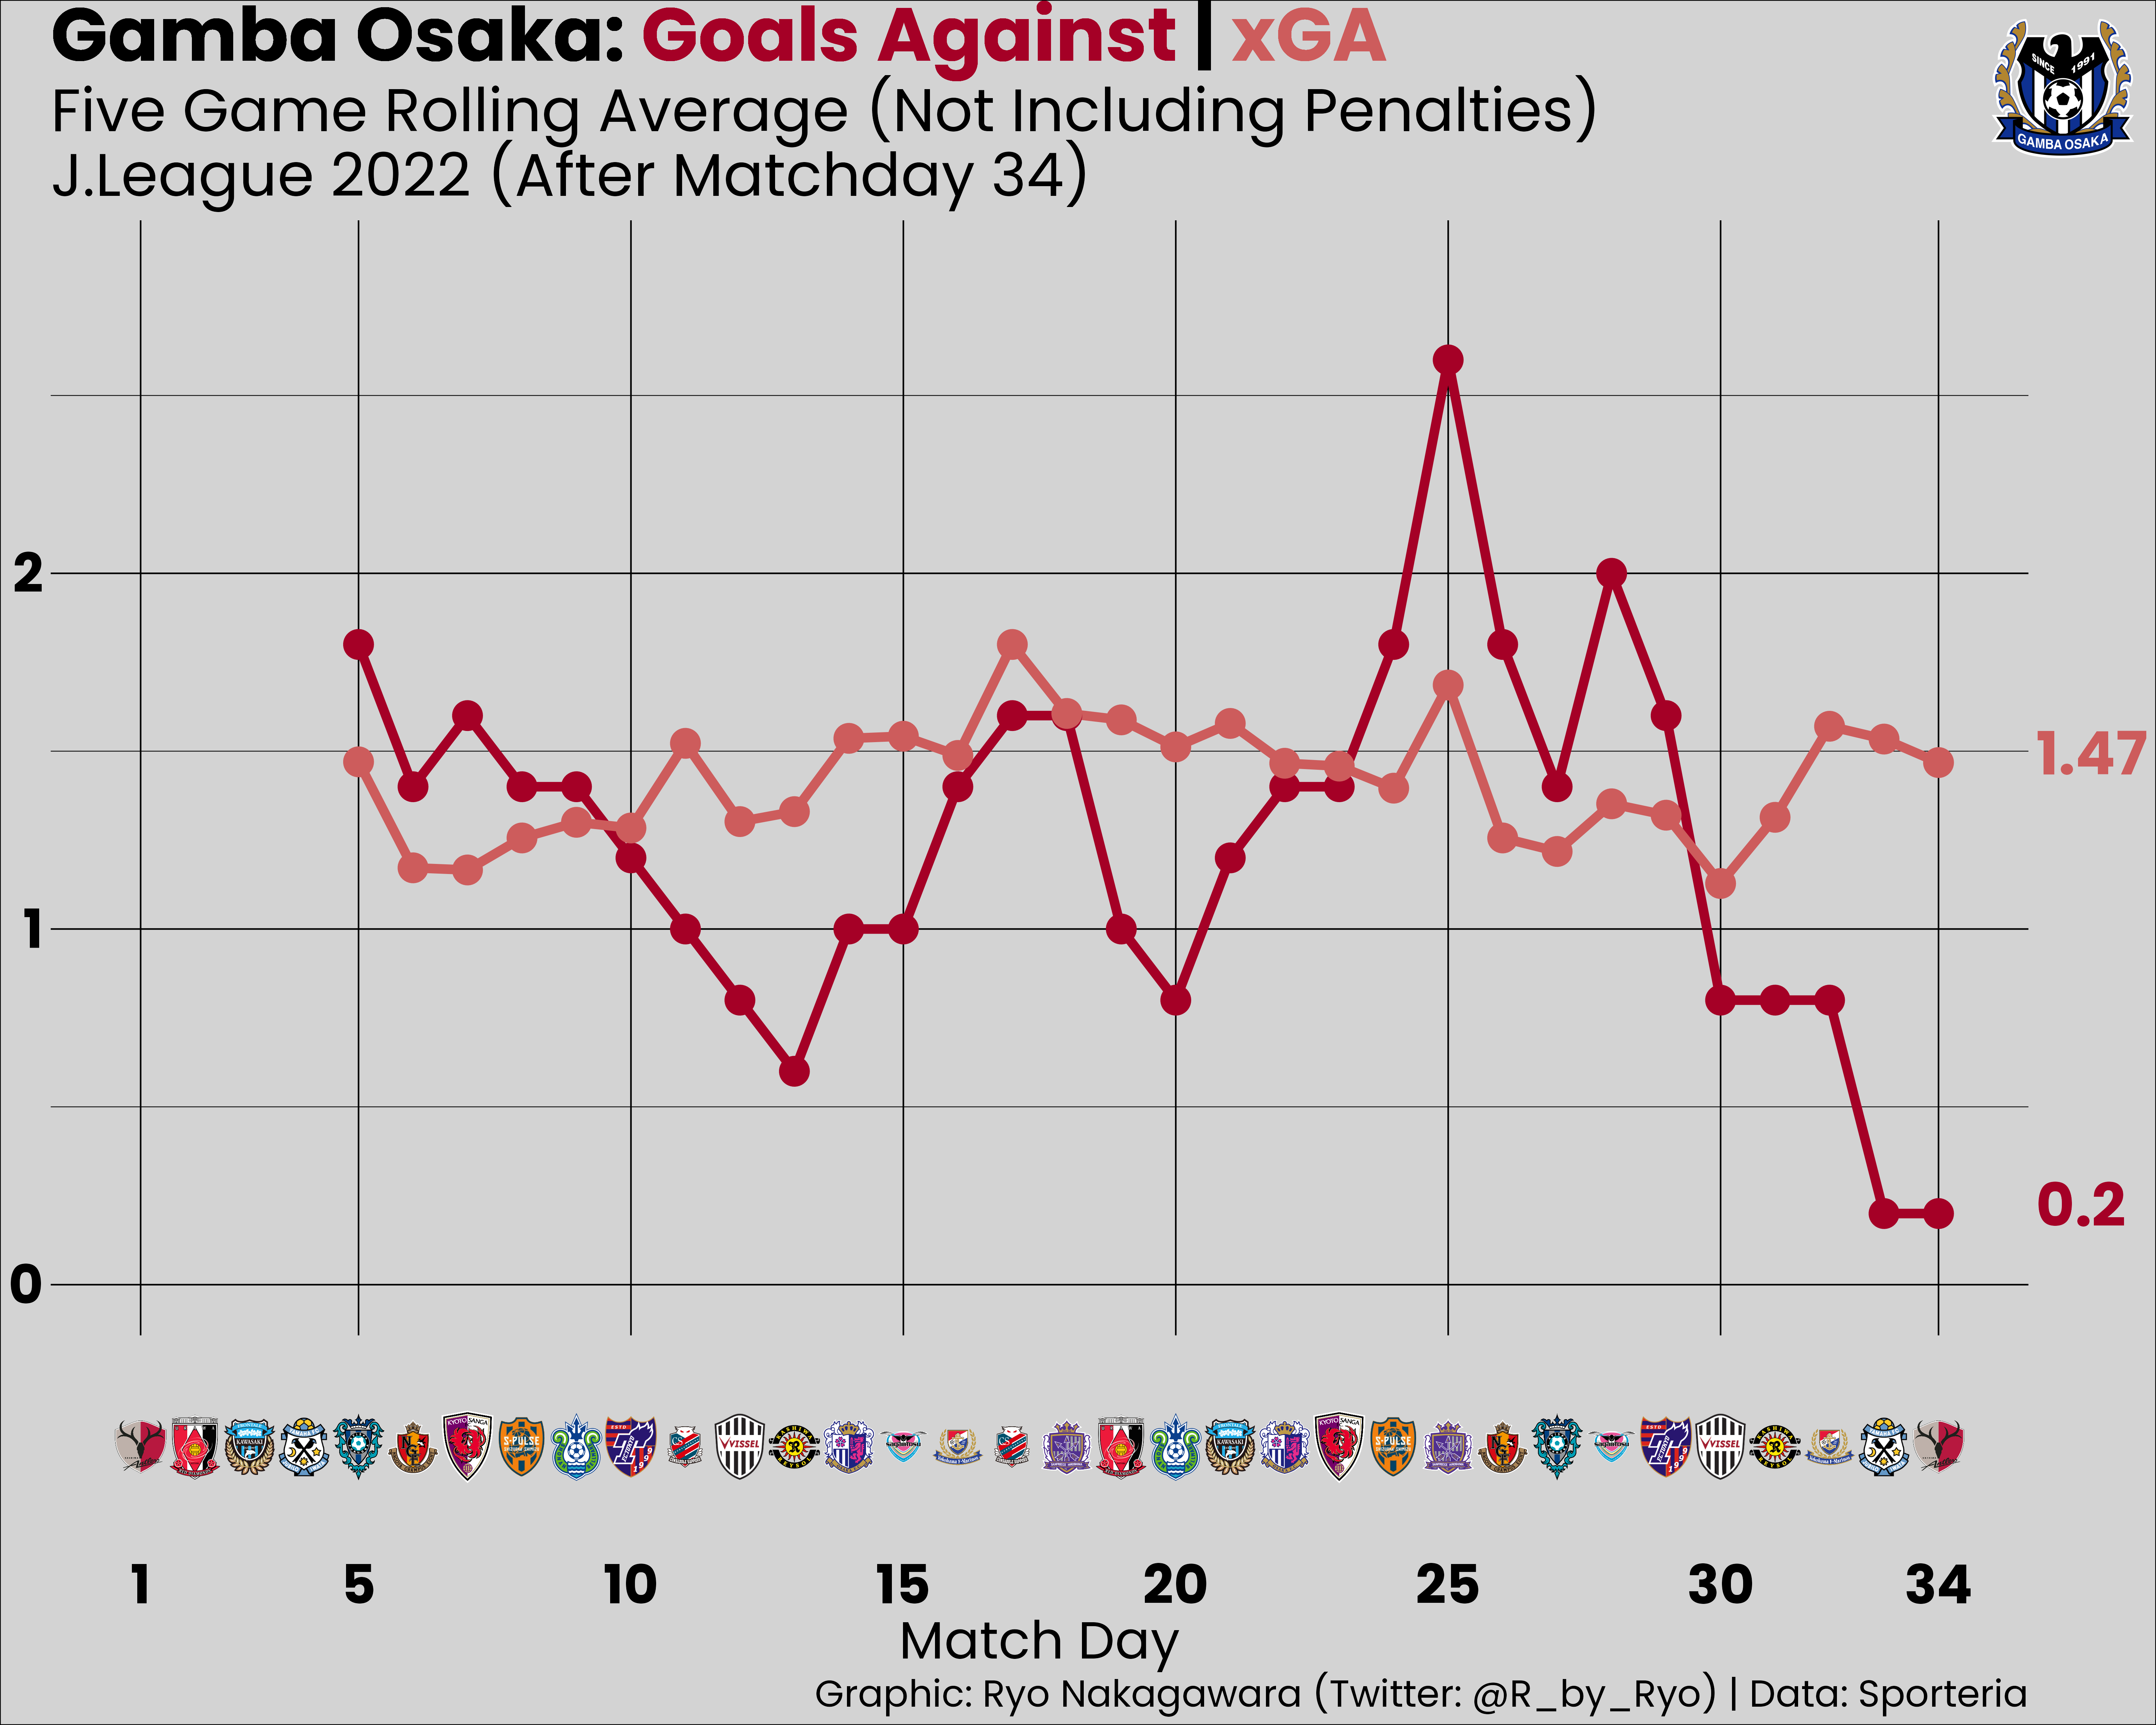 Gamba Osaka: Goals Against | xGA
Five Game Rolling Average (Not Including Penalties)
J.League 2022 (After Matchday 34)
SINCE 1991
GAMBA OSAKA
2
1
0
1.47
0.2
1 5 10 15 20 25 30 34
Match Day
Graphic: Ryo Nakagawara (Twitter: @R_by_Ryo) | Data: Sporteria